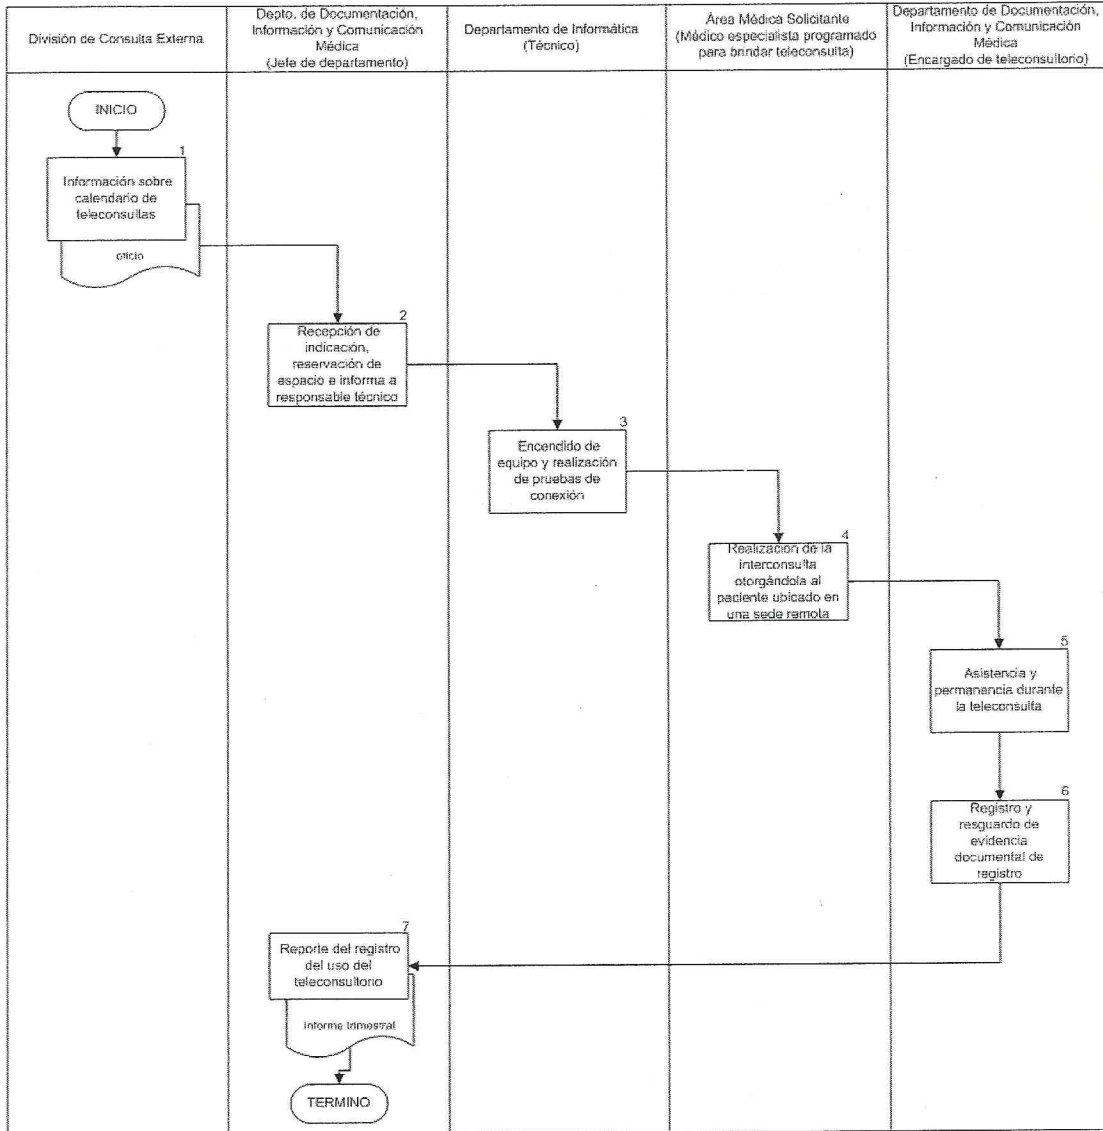 División de Consulta Externa
Depto. de Documentación,
Información y Comunicación
Médica
(Jefe de departamento)
Departamento de Informática
(Técnico)
Área Médica Solicitante
(Médico especialista programado
para brindar teleconsulta)
Departamento de Documentación,
Información y Comunicación
Médica
(Encargado de teleconsultorio)
INICIO
1
Información sobre
calendario de
teleconsultas
oficio
2
Recepción de
indicación,
reservación de
espacio e informa a
responsable técnico
3
Encendido de
equipo y realización
de pruebas de
conexión
4
Realización de la
interconsulta
otorgándola al
paciente ubicado en
una sede remota
5
Asistencia y
permanencia durante
la teleconsulta
6
Registro y
resguardo de
evidencia
documental de
registro
7
Reporte del registro
del uso del
teleconsultorio
Informe trimestral
TERMINO